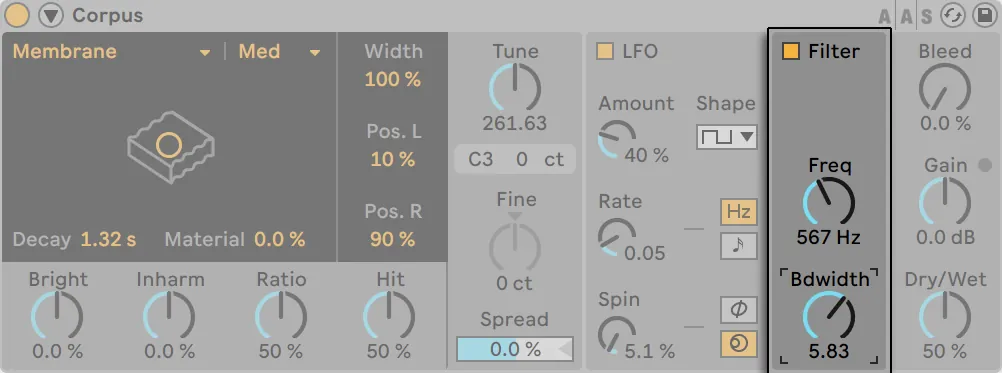 Corpus
AAS
Membrane
Med
Decay 1.32 s
Material 0.0 %
Width
100 %
Pos. L
10 %
Pos. R
90 %
Bright
0.0 %
Inharm
0.0 %
Ratio
50 %
Hit
50 %
Tune
261.63
C3 0 ct
Fine
0 ct
Spread
0.0 %
LFO
Amount
40 %
Shape
Rate
0.05
Hz
Spin
5.1 %
Filter
Freq
567 Hz
Bdwidth
5.83
Bleed
0.0 %
Gain
0.0 dB
Dry/Wet
50 %